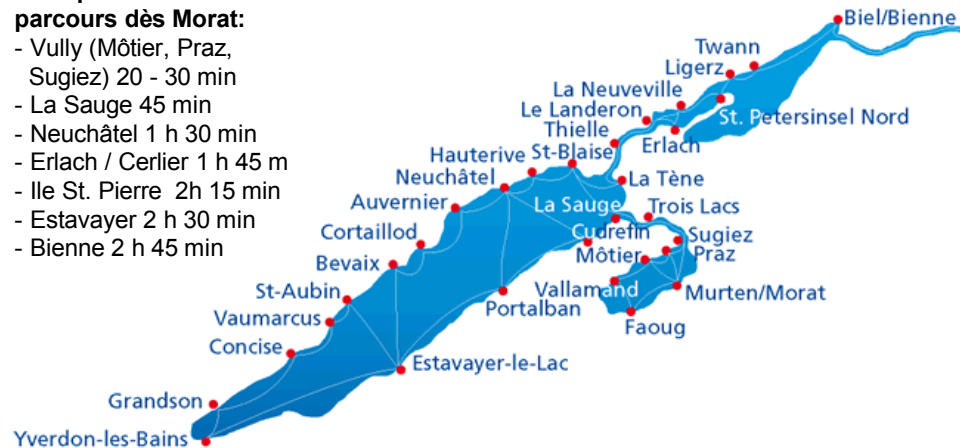 parcours dès Morat:
- Vully (Môtier, Praz,
Sugiez) 20 - 30 min
- La Sauge 45 min
- Neuchâtel 1 h 30 min
- Erlach / Cerlier 1 h 45 m
- Ile St. Pierre 2h 15 min
- Estavayer 2 h 30 min
- Bienne 2 h 45 min
Biel/Bienne
Twann
Ligerz
La Neuveville
St. Petersinsel Nord
Le Landeron
Thielle
Erlach
Hauterive
St-Blaise
Neuchâtel
La Tène
Auvernier
La Sauge
Trois Lacs
Cortaillod
Cudrefin
Sugiez
Môtier
Praz
Bevaix
St-Aubin
Vallamand
Murten/Morat
Portalban
Vaumarcus
Faoug
Concise
Estavayer-le-Lac
Grandson
Yverdon-les-Bains